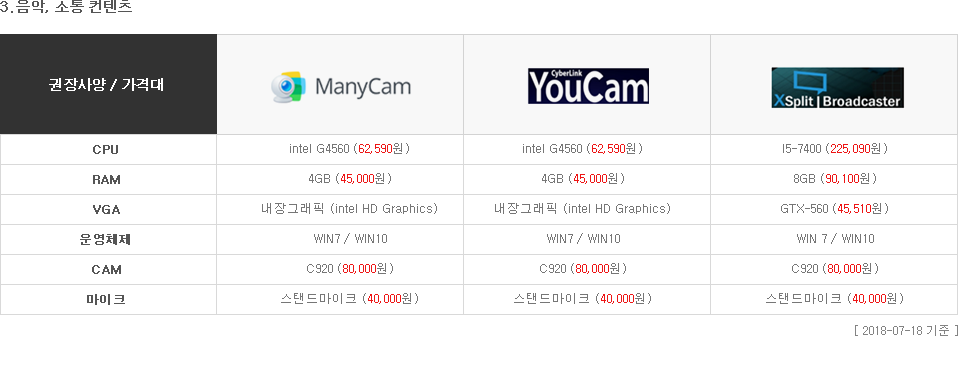 3.음악, 소통 컨텐츠
권장사양 / 가격대 ManyCam CyberLink YouCam XSplit | Broadcaster
CPU intel G4560 (62,590원) intel G4560 (62,590원) I5-7400 (225,090원)
RAM 4GB (45,000원) 4GB (45,000원) 8GB (90,100원)
VGA 내장그래픽 (intel HD Graphics) 내장그래픽 (intel HD Graphics) GTX-560 (45,510원)
운영체제 WIN7 / WIN10 WIN7 / WIN10 WIN 7 / WIN10
CAM C920 (80,000원) C920 (80,000원) C920 (80,000원)
마이크 스탠드마이크 (40,000원) 스탠드마이크 (40,000원) 스탠드마이크 (40,000원)
[ 2018-07-18 기준 ]